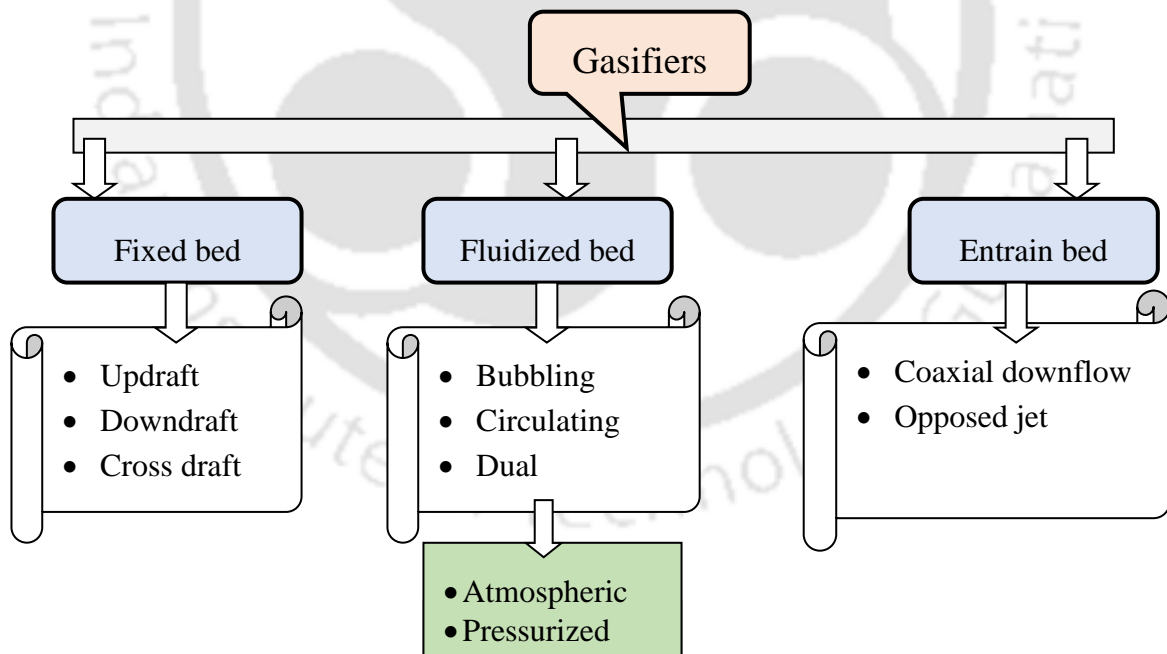 Gasifiers
Fixed bed
Fluidized bed
Entrain bed
• Updraft
• Downdraft
• Cross draft
• Bubbling
• Circulating
• Dual
• Coaxial downflow
• Opposed jet
• Atmospheric
• Pressurized